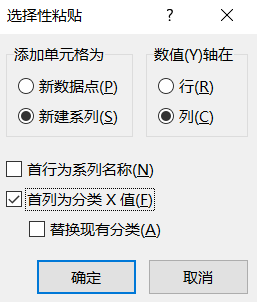 选择性粘贴 ?
添加单元格为 数值(Y)轴在
新数据点(P) 行(R)
新建系列(S) 列(C)
首行为系列名称(N)
首列为分类 X 值(F)
替换现有分类(A)
确定 取消